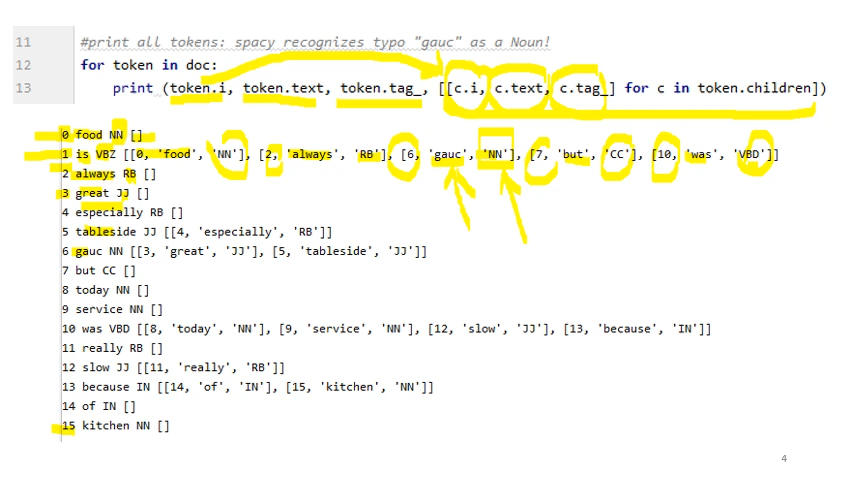 11 #print all tokens: spacy recognizes typo "gauc" as a Noun!
12 for token in doc:
13 print (token.i, token.text, token.tag_, [[c.i, c.text, c.tag_] for c in token.children])
0 food NN []
1 is VBZ [[0, 'food', 'NN'], [2, 'always', 'RB'], [6, 'gauc', 'NN'], [7, 'but', 'CC'], [10, 'was', 'VBD']]
2 always RB []
3 great JJ []
4 especially RB []
5 tableside JJ [[4, 'especially', 'RB']]
6 gauc NN [[3, 'great', 'JJ'], [5, 'tableside', 'JJ']]
7 but CC []
8 today NN []
9 service NN []
10 was VBD [[8, 'today', 'NN'], [9, 'service', 'NN'], [12, 'slow', 'JJ'], [13, 'because', 'IN']]
11 really RB []
12 slow JJ [[11, 'really', 'RB']]
13 because IN [[14, 'of', 'IN'], [15, 'kitchen', 'NN']]
14 of IN []
15 kitchen NN []
4